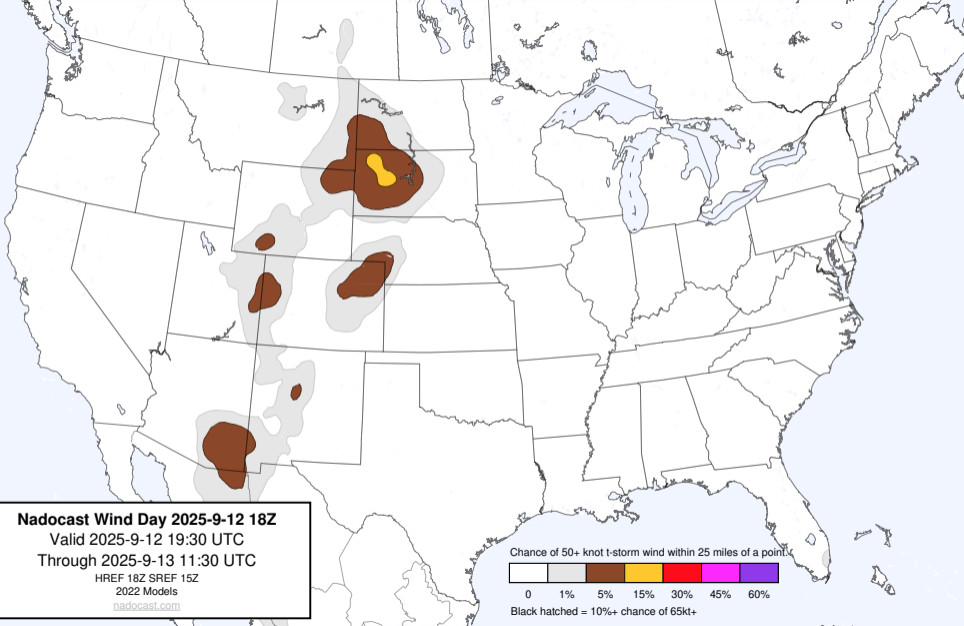 Nadocast Wind Day 2025-9-12 18Z
Valid 2025-9-12 19:30 UTC
Through 2025-9-13 11:30 UTC
HREF 18Z SREF 15Z
2022 Models
nadocast.com
Chance of 50+ knot t-storm wind within 25 miles of a point.
0 1% 5% 15% 30% 45% 60%
Black hatched = 10%+ chance of 65kt+